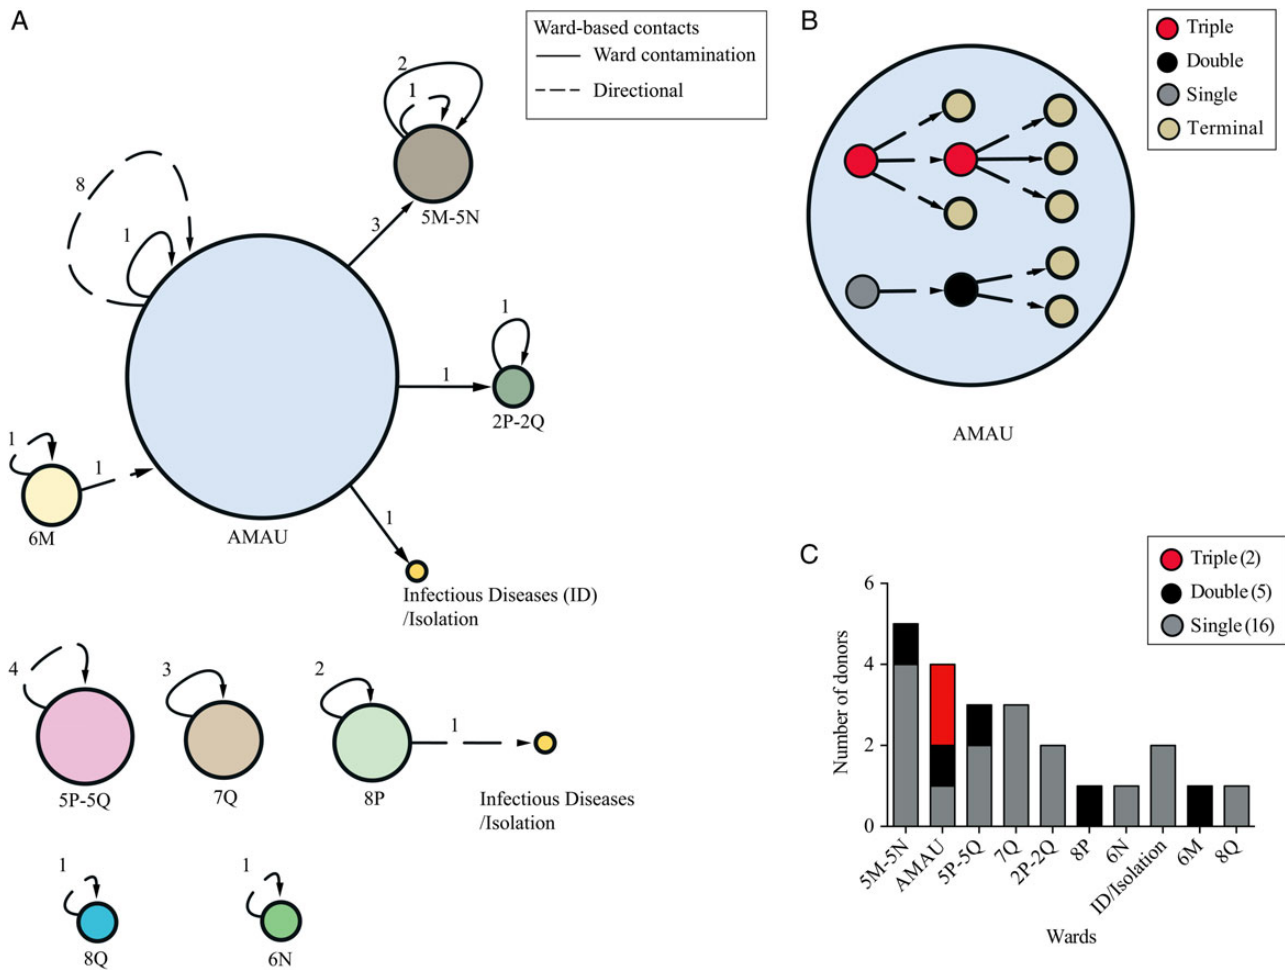 A
Ward-based contacts
Ward contamination
Directional
2
1
5M-5N
8
1
3
1
1
2P-2Q
1
1
6M
AMAU
1
Infectious Diseases (ID)
/Isolation
4
5P-5Q
3
7Q
2
8P
1
Infectious Diseases
/Isolation
1
8Q
1
6N
B
Triple
Double
Single
Terminal
AMAU
C
Triple (2)
Double (5)
Single (16)
Number of donors
6
4
2
0
5M-5N
AMAU
5P-5Q
7Q
2P-2Q
8P
6N
ID/Isolation
6M
8Q
Wards